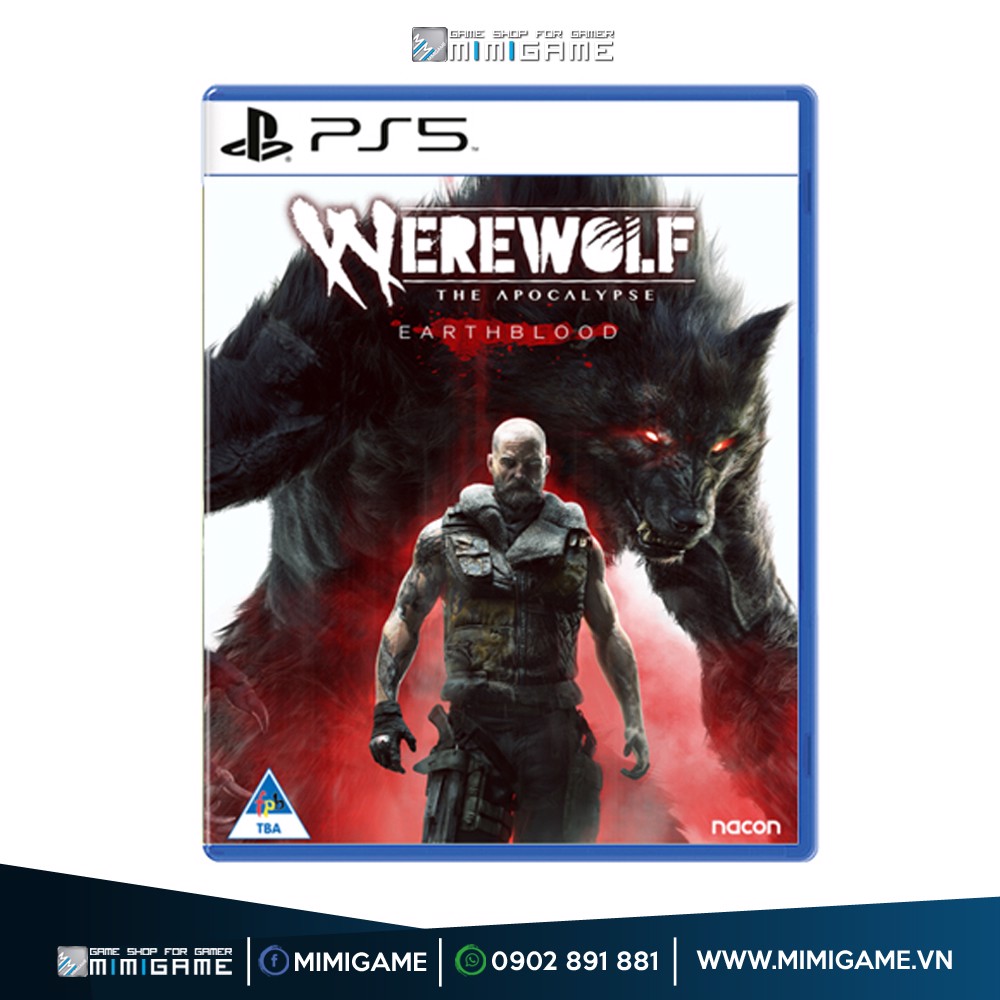 GAME SHOP FOR GAMER
MIMIGAME
PS5
WEREWOLF
THE APOCALYPSE
EARTHBLOOD
fpb
TBA
nacon
GAME SHOP FOR GAMER
MIMIGAME
MIMIGAME
0902 891 881
WWW.MIMIGAME.VN